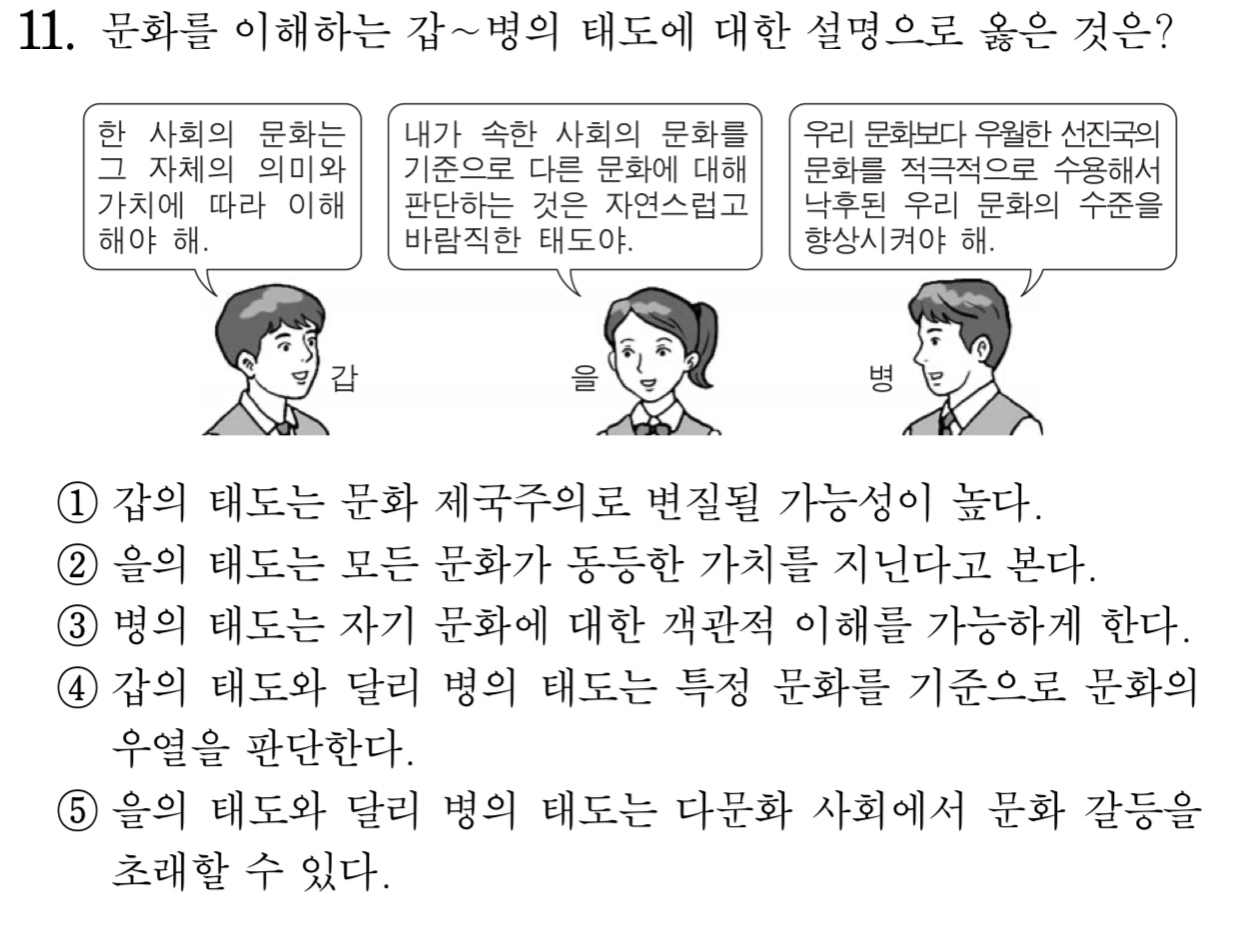 11. 문화를 이해하는 갑~병의 태도에 대한 설명으로 옳은 것은?
한 사회의 문화는
그 자체의 의미와
가치에 따라 이해
해야 해.
내가 속한 사회의 문화를
기준으로 다른 문화에 대해
판단하는 것은 자연스럽고
바람직한 태도야.
우리 문화보다 우월한 선진국의
문화를 적극적으로 수용해서
낙후된 우리 문화의 수준을
향상시켜야 해.
갑
을
병
① 갑의 태도는 문화 제국주의로 변질될 가능성이 높다.
② 을의 태도는 모든 문화가 동등한 가치를 지닌다고 본다.
③ 병의 태도는 자기 문화에 대한 객관적 이해를 가능하게 한다.
④ 갑의 태도와 달리 병의 태도는 특정 문화를 기준으로 문화의
우열을 판단한다.
⑤ 을의 태도와 달리 병의 태도는 다문화 사회에서 문화 갈등을
초래할 수 있다.